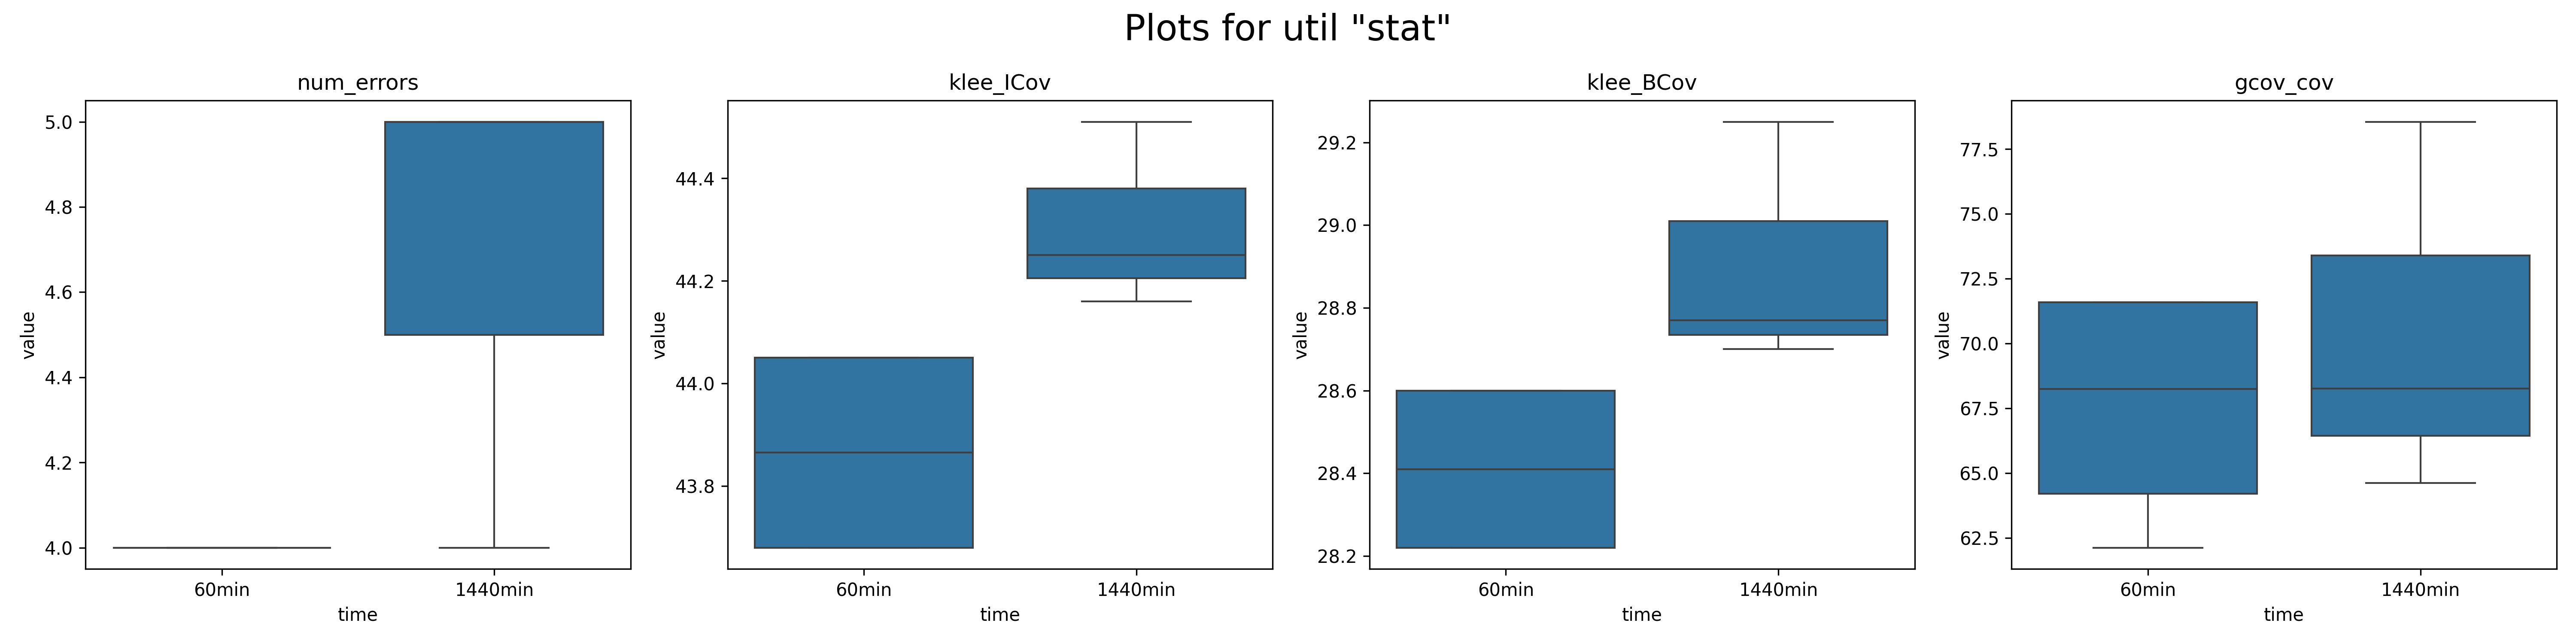 Plots for util "stat"
num_errors
5.0
4.8
4.6
4.4
4.2
4.0
value
60min
1440min
time
klee_ICov
44.4
44.2
44.0
43.8
value
60min
1440min
time
klee_BCov
29.2
29.0
28.8
28.6
28.4
28.2
value
60min
1440min
time
gcov_cov
77.5
75.0
72.5
70.0
67.5
65.0
62.5
value
60min
1440min
time